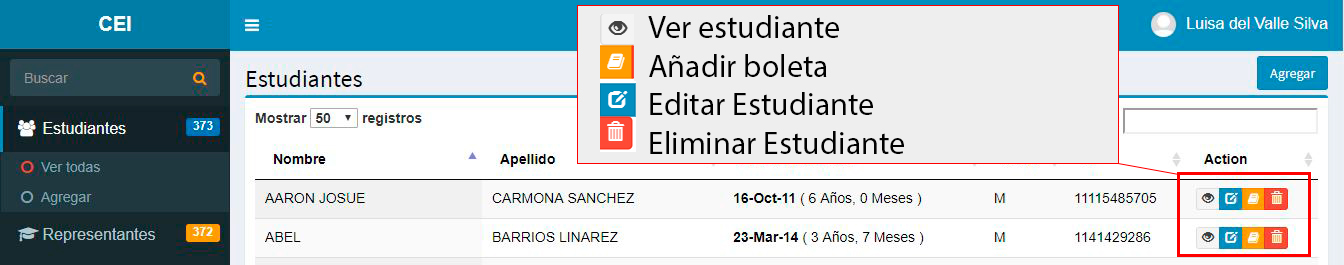 CEI
Luisa del Valle Silva
Ver estudiante
Añadir boleta
Editar Estudiante
Eliminar Estudiante
Buscar
Estudiantes
Agregar
Estudiantes 373
Mostrar 50 registros
Ver todas
Nombre Apellido Action
Agregar
AARON JOSUE CARMONA SANCHEZ 16-Oct-11 ( 6 Años, 0 Meses ) M 11115485705
Representantes 372
ABEL BARRIOS LINAREZ 23-Mar-14 ( 3 Años, 7 Meses ) M 1141429286